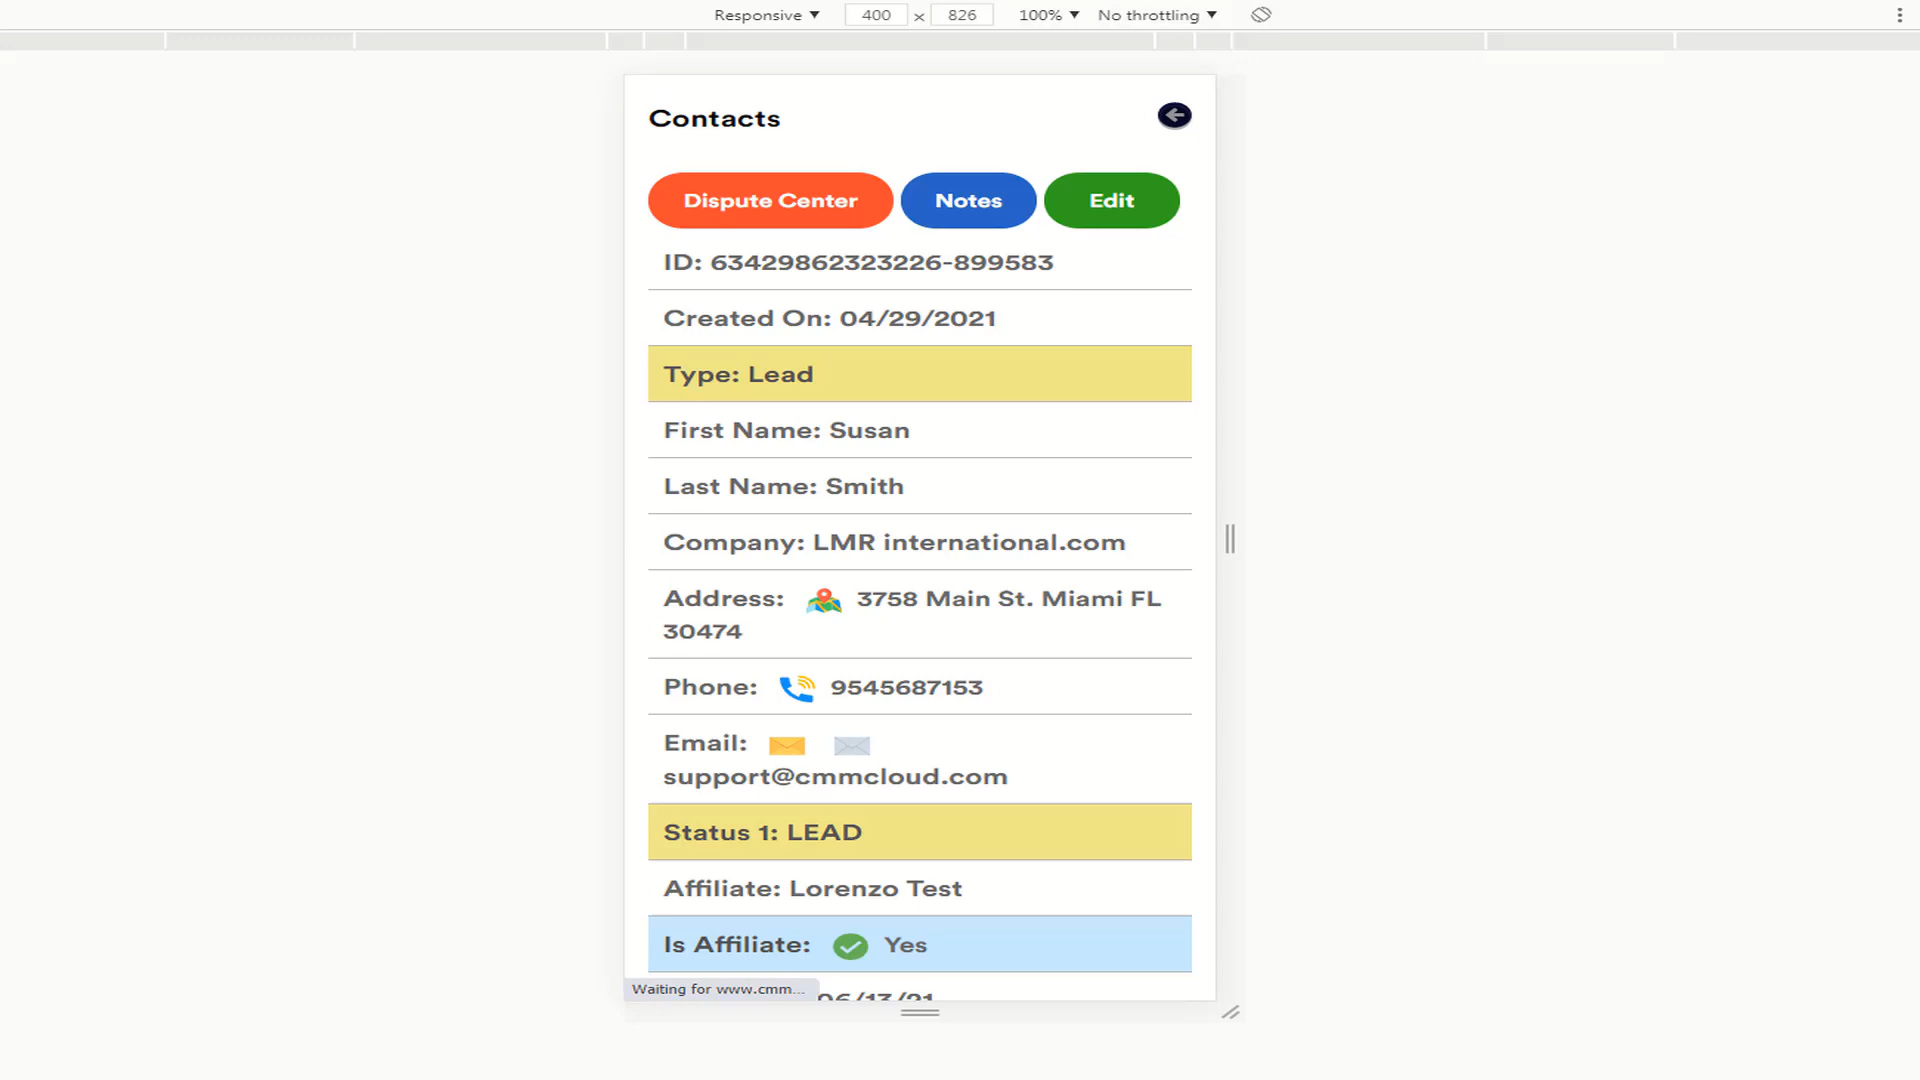 Responsive ▼ 400 x 826 100% ▼ No throttling ▼
Contacts
Dispute Center Notes Edit
ID: 63429862323226-899583
Created On: 04/29/2021
Type: Lead
First Name: Susan
Last Name: Smith
Company: LMR international.com
Address: 3758 Main St. Miami FL
30474
Phone: 9545687153
Email:
support@cmmcloud.com
Status 1: LEAD
Affiliate: Lorenzo Test
Is Affiliate: Yes
Waiting for www.cmm... 06/13/21